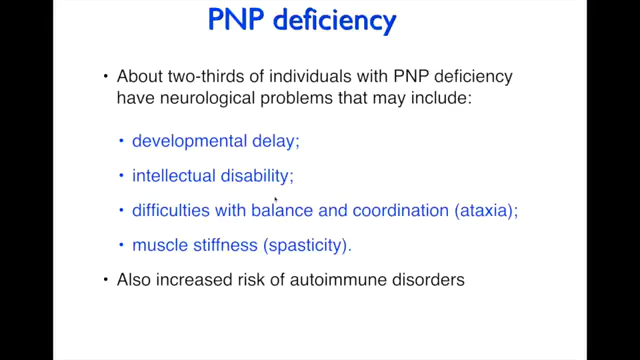 PNP deficiency
• About two-thirds of individuals with PNP deficiency
have neurological problems that may include:
• developmental delay;
• intellectual disability;
• difficulties with balance and coordination (ataxia);
• muscle stiffness (spasticity).
• Also increased risk of autoimmune disorders